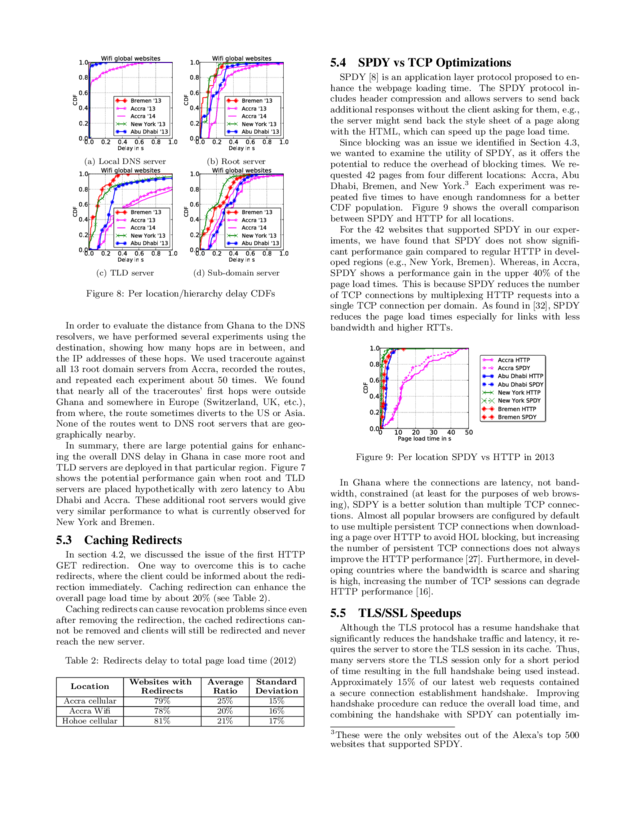 Wifi global websites
1.0
0.8
0.6
0.4
0.2
0.0
CDF
Bremen '13
Accra '13
Accra '14
New York '13
Abu Dhabi '13
0.0 0.2 0.4 0.6 0.8 1.0
Delay in s
(a) Local DNS server
Wifi global websites
1.0
0.8
0.6
0.4
0.2
0.0
CDF
Bremen '13
Accra '13
Accra '14
New York '13
Abu Dhabi '13
0.0 0.2 0.4 0.6 0.8 1.0
Delay in s
(b) Root server
Wifi global websites
1.0
0.8
0.6
0.4
0.2
0.0
CDF
Bremen '13
Accra '13
Accra '14
New York '13
Abu Dhabi '13
0.0 0.2 0.4 0.6 0.8 1.0
Delay in s
(c) TLD server
Wifi global websites
1.0
0.8
0.6
0.4
0.2
0.0
CDF
Bremen '13
Accra '13
Accra '14
New York '13
Abu Dhabi '13
0.0 0.2 0.4 0.6 0.8 1.0
Delay in s
(d) Sub-domain server
Figure 8: Per location/hierarchy delay CDFs
In order to evaluate the distance from Ghana to the DNS
resolvers, we have performed several experiments using the
destination, showing how many hops are in between, and
the IP addresses of these hops. We used traceroute against
all 13 root domain servers from Accra, recorded the routes,
and repeated each experiment about 50 times. We found
that nearly all of the traceroutes' first hops were outside
Ghana and somewhere in Europe (Switzerland, UK, etc.),
from where, the route sometimes diverts to the US or Asia.
None of the routes went to DNS root servers that are geo-
graphically nearby.
In summary, there are large potential gains for enhanc-
ing the overall DNS delay in Ghana in case more root and
TLD servers are deployed in that particular region. Figure 7
shows the potential performance gain when root and TLD
servers are placed hypothetically with zero latency to Abu
Dhabi and Accra. These additional root servers would give
very similar performance to what is currently observed for
New York and Bremen.
5.3 Caching Redirects
In section 4.2, we discussed the issue of the first HTTP
GET redirection. One way to overcome this is to cache
redirects, where the client could be informed about the redi-
rection immediately. Caching redirection can enhance the
overall page load time by about 20% (see Table 2).
Caching redirects can cause revocation problems since even
after removing the redirection, the cached redirections can-
not be removed and clients will still be redirected and never
reach the new server.
Table 2: Redirects delay to total page load time (2012)
Location Websites with Redirects Average Ratio Standard Deviation
Accra cellular 79% 25% 15%
Accra Wifi 78% 20% 16%
Hohoe cellular 81% 21% 17%
5.4 SPDY vs TCP Optimizations
SPDY [8] is an application layer protocol proposed to en-
hance the webpage loading time. The SPDY protocol in-
cludes header compression and allows servers to send back
additional responses without the client asking for them, e.g.,
the server might send back the style sheet of a page along
with the HTML, which can speed up the page load time.
Since blocking was an issue we identified in Section 4.3,
we wanted to examine the utility of SPDY, as it offers the
potential to reduce the overhead of blocking times. We re-
quested 42 pages from four different locations: Accra, Abu
Dhabi, Bremen, and New York.3 Each experiment was re-
peated five times to have enough randomness for a better
CDF population. Figure 9 shows the overall comparison
between SPDY and HTTP for all locations.
For the 42 websites that supported SPDY in our exper-
iments, we have found that SPDY does not show signifi-
cant performance gain compared to regular HTTP in devel-
oped regions (e.g., New York, Bremen). Whereas, in Accra,
SPDY shows a performance gain in the upper 40% of the
page load times. This is because SPDY reduces the number
of TCP connections by multiplexing HTTP requests into a
single TCP connection per domain. As found in [32], SPDY
reduces the page load times especially for links with less
bandwidth and higher RTTs.
1.0
0.8
0.6
0.4
0.2
0.0
CDF
0 10 20 30 40 50
Page load time in s
Accra HTTP
Accra SPDY
Abu Dhabi HTTP
Abu Dhabi SPDY
New York HTTP
New York SPDY
Bremen HTTP
Bremen SPDY
Figure 9: Per location SPDY vs HTTP in 2013
In Ghana where the connections are latency, not band-
width, constrained (at least for the purposes of web brows-
ing), SDPY is a better solution than multiple TCP connec-
tions. Almost all popular browsers are configured by default
to use multiple persistent TCP connections when download-
ing a page over HTTP to avoid HOL blocking, but increasing
the number of persistent TCP connections does not always
improve the HTTP performance [27]. Furthermore, in devel-
oping countries where the bandwidth is scarce and sharing
is high, increasing the number of TCP sessions can degrade
HTTP performance [16].
5.5 TLS/SSL Speedups
Although the TLS protocol has a resume handshake that
significantly reduces the handshake traffic and latency, it re-
quires the server to store the TLS session in its cache. Thus,
many servers store the TLS session only for a short period
of time resulting in the full handshake being used instead.
Approximately 15% of our latest web requests contained
a secure connection establishment handshake. Improving
handshake procedure can reduce the overall load time, and
combining the handshake with SPDY can potentially im-
3These were the only websites out of the Alexa's top 500
websites that supported SPDY.